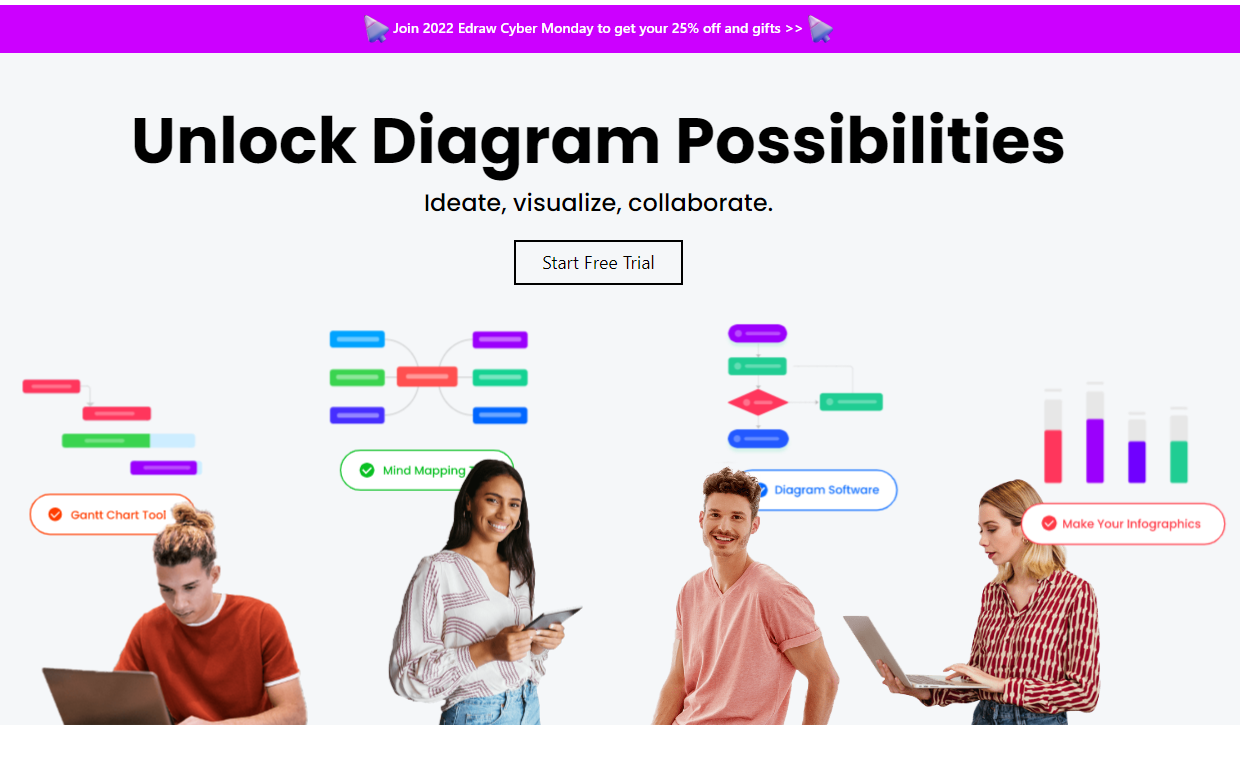 Join 2022 Edraw Cyber Monday to get your 25% off and gifts >>
Unlock Diagram Possibilities
Ideate, visualize, collaborate.
Start Free Trial
Mind Mapping
Diagram Software
Gantt Chart Tool
Make Your Infographics